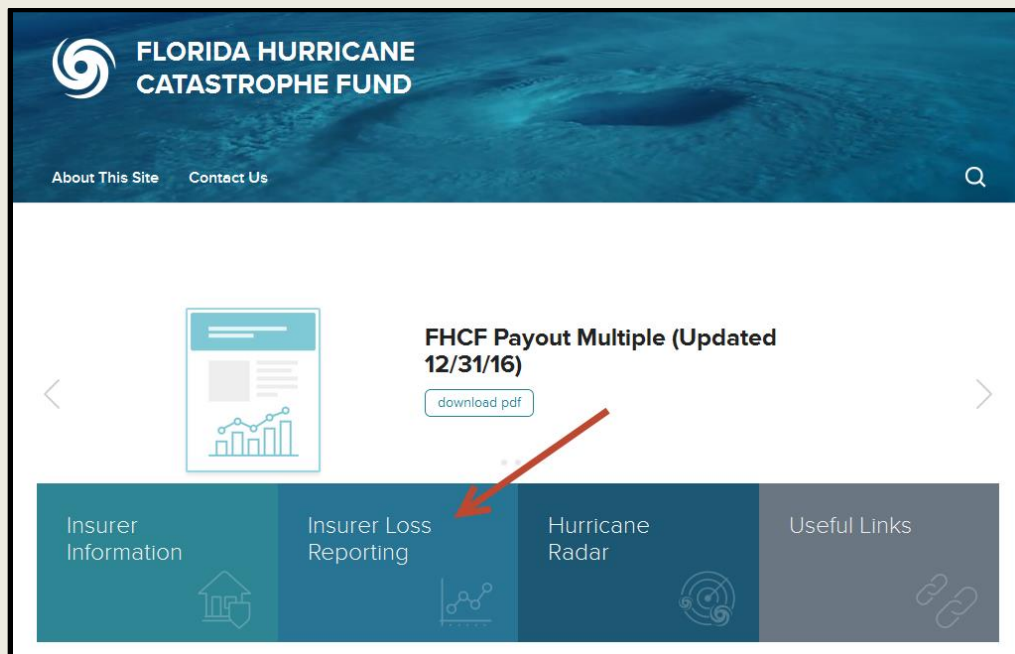 FLORIDA HURRICANE
CATASTROPHE FUND
About This Site Contact Us
FHCF Payout Multiple (Updated
12/31/16)
download pdf
Insurer
Information
Insurer Loss
Reporting
Hurricane
Radar
Useful Links